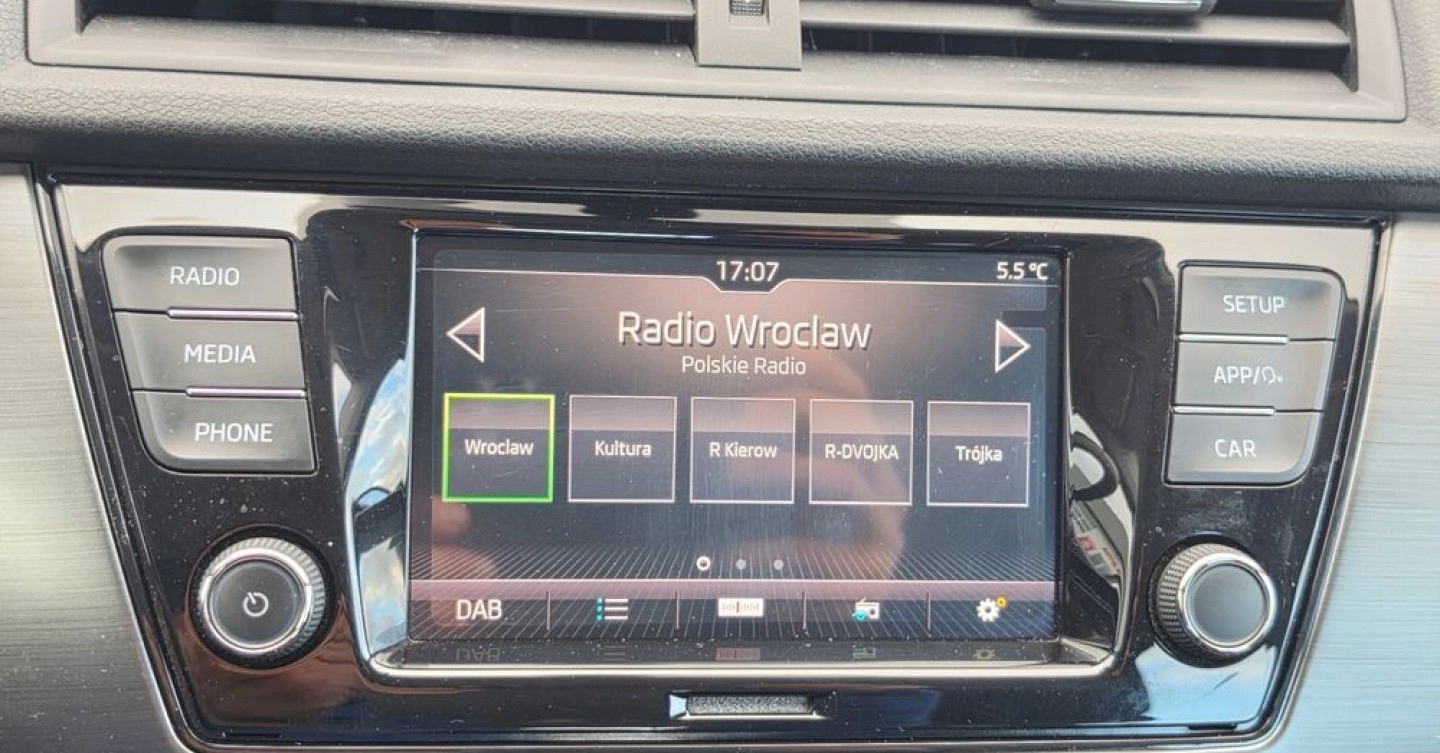 RADIO
MEDIA
PHONE
17:07
5.5 °C
Radio Wroclaw
Polskie Radio
Wroclaw
Kultura
R Kierow
R-DVOJKA
Trójka
DAB
SETUP
APP/
CAR